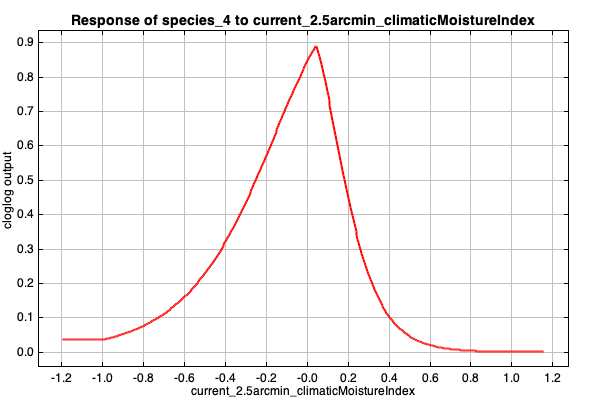 Response of species_4 to current_2.5arcmin_climaticMoistureIndex
0.9
0.8
0.7
0.6
0.5
0.4
0.3
0.2
0.1
0.0
cloglog output
-1.2 -1.0 -0.8 -0.6 -0.4 -0.2 -0.0 0.2 0.4 0.6 0.8 1.0 1.2
current_2.5arcmin_climaticMoistureIndex